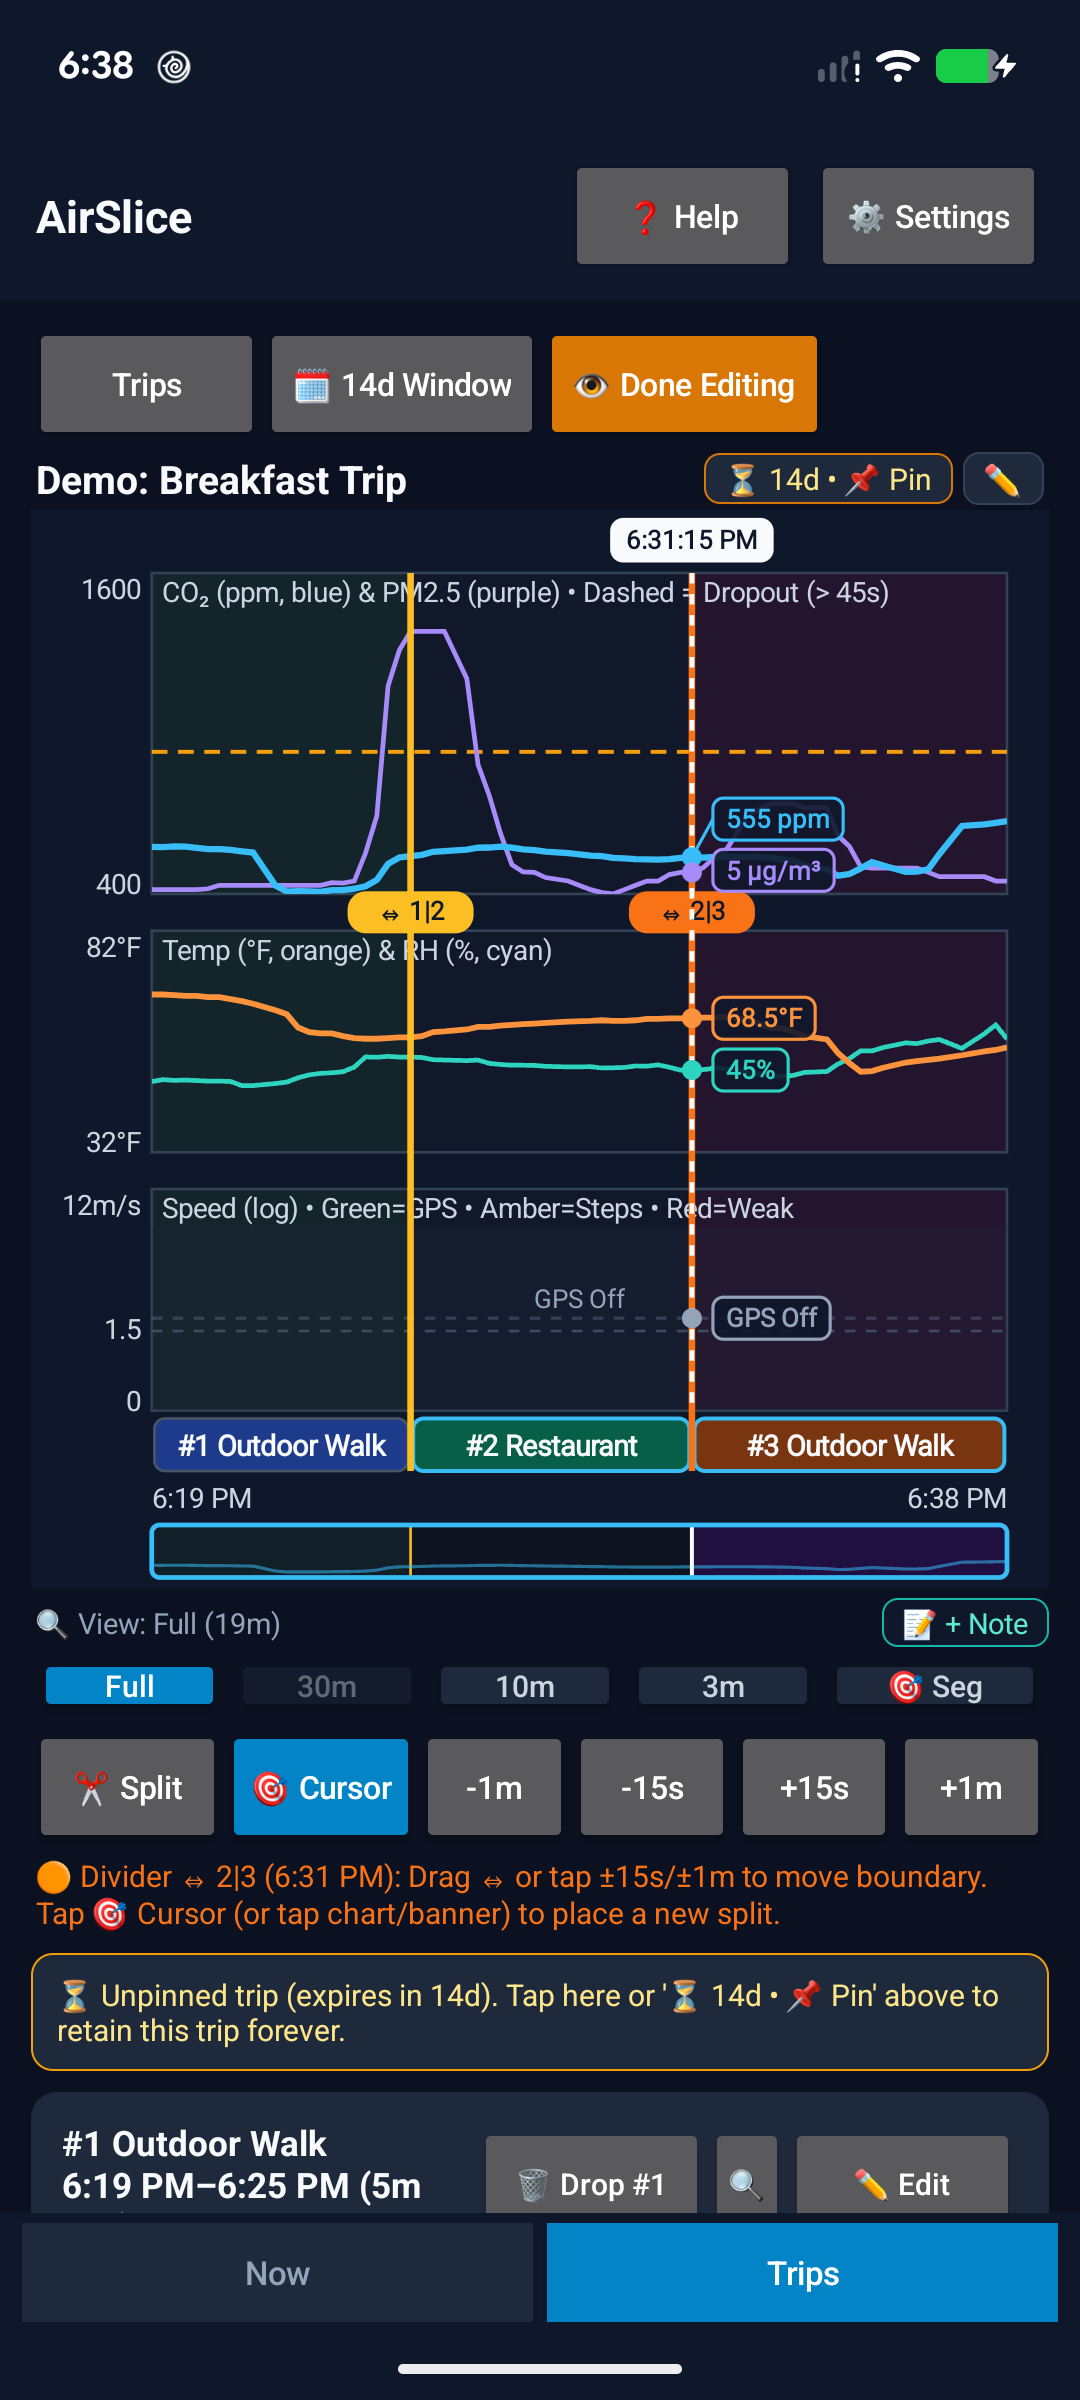 6:38
AirSlice
❓ Help
⚙️ Settings
Trips
🗓️ 14d Window
👁️ Done Editing
Demo: Breakfast Trip
⏳ 14d • 📌 Pin
✏️
6:31:15 PM
1600
CO₂ (ppm, blue) & PM2.5 (purple) • Dashed = Dropout (> 45s)
555 ppm
5 µg/m³
400
⇔ 1|2
⇔ 2|3
82°F
Temp (°F, orange) & RH (%, cyan)
68.5°F
45%
32°F
12m/s
Speed (log) • Green=GPS • Amber=Steps • Red=Weak
GPS Off
GPS Off
1.5
0
#1 Outdoor Walk
#2 Restaurant
#3 Outdoor Walk
6:19 PM
6:38 PM
🔍 View: Full (19m)
📝 + Note
Full
30m
10m
3m
🎯 Seg
✂️ Split
🎯 Cursor
-1m
-15s
+15s
+1m
🟠 Divider ⇔ 2|3 (6:31 PM): Drag ⇔ or tap ±15s/±1m to move boundary.
Tap 🎯 Cursor (or tap chart/banner) to place a new split.
⏳ Unpinned trip (expires in 14d). Tap here or '⏳ 14d • 📌 Pin' above to
retain this trip forever.
#1 Outdoor Walk
6:19 PM–6:25 PM (5m
🗑️ Drop #1
🔍
✏️ Edit
Now
Trips